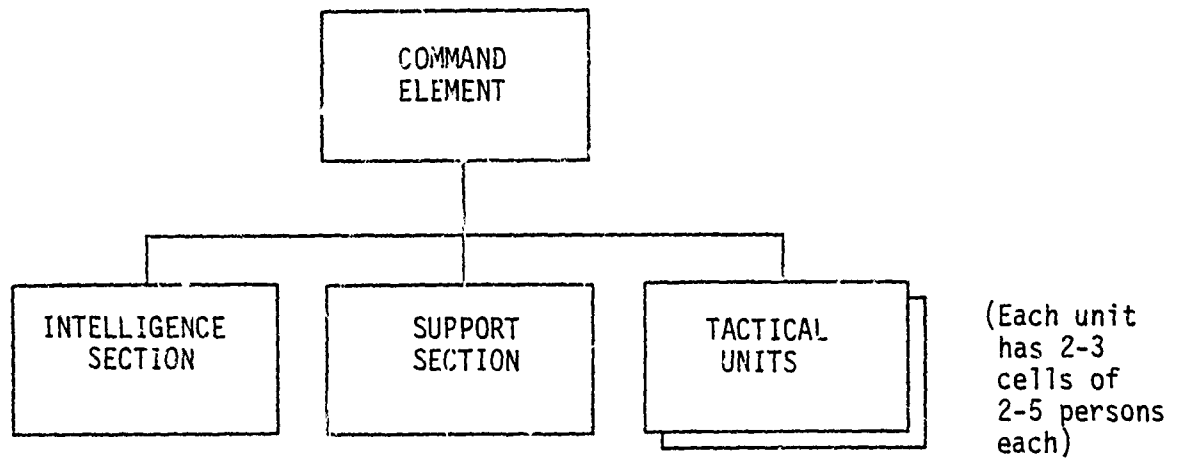 COMMAND
ELEMENT
INTELLIGENCE
SECTION
SUPPORT
SECTION
TACTICAL
UNITS
(Each unit
has 2-3
cells of
2-5 persons
each)